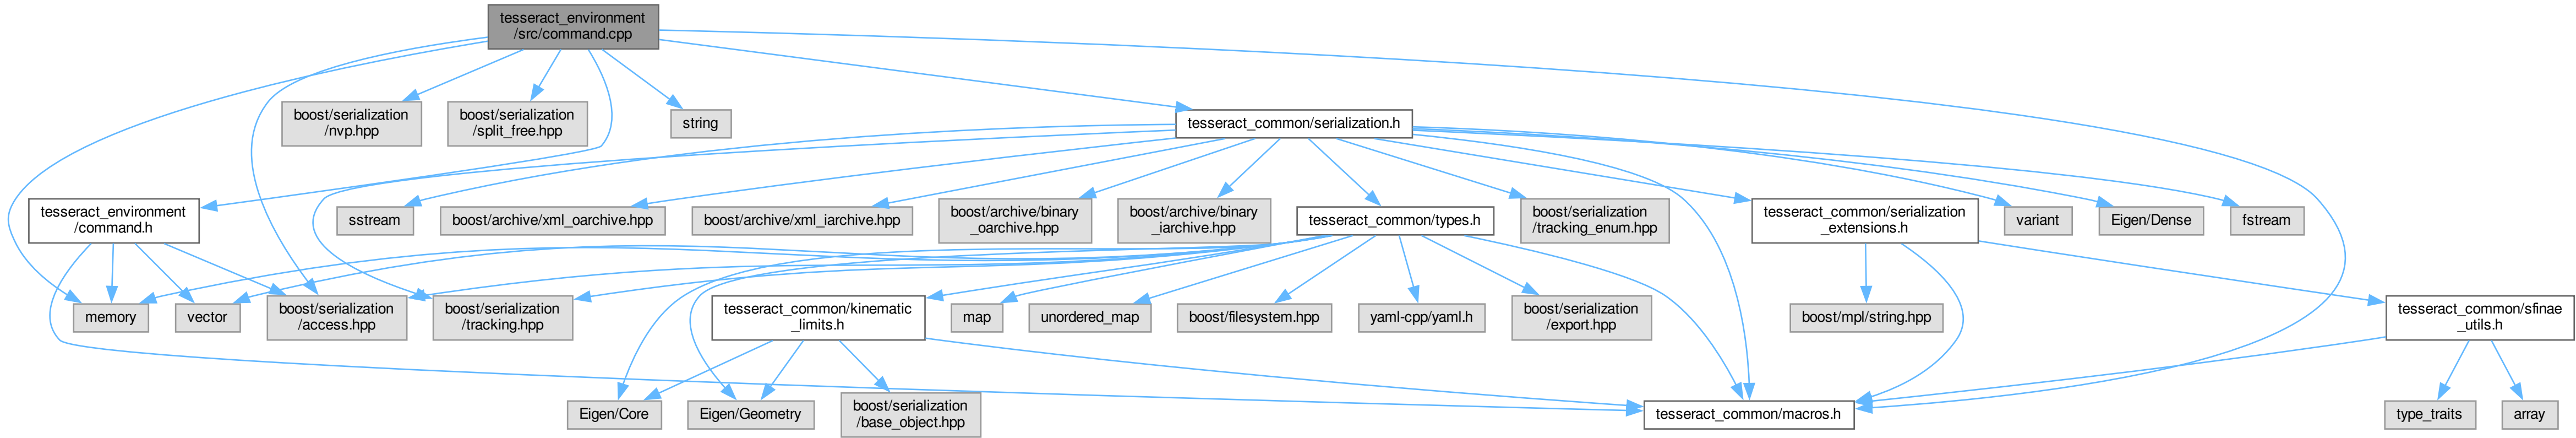 tesseract_environment
/src/command.cpp
boost/serialization
/nvp.hpp
boost/serialization
/split_free.hpp
string
tesseract_common/serialization.h
tesseract_environment
/command.h
sstream
boost/archive/xml_oarchive.hpp
boost/archive/xml_iarchive.hpp
boost/archive/binary
_oarchive.hpp
boost/archive/binary
_iarchive.hpp
tesseract_common/types.h
boost/serialization
/tracking_enum.hpp
tesseract_common/serialization
_extensions.h
variant
Eigen/Dense
fstream
memory
vector
boost/serialization
/access.hpp
boost/serialization
/tracking.hpp
tesseract_common/kinematic
_limits.h
map
unordered_map
boost/filesystem.hpp
yaml-cpp/yaml.h
boost/serialization
/export.hpp
boost/mpl/string.hpp
tesseract_common/sfinae
_utils.h
Eigen/Core
Eigen/Geometry
boost/serialization
/base_object.hpp
tesseract_common/macros.h
type_traits
array